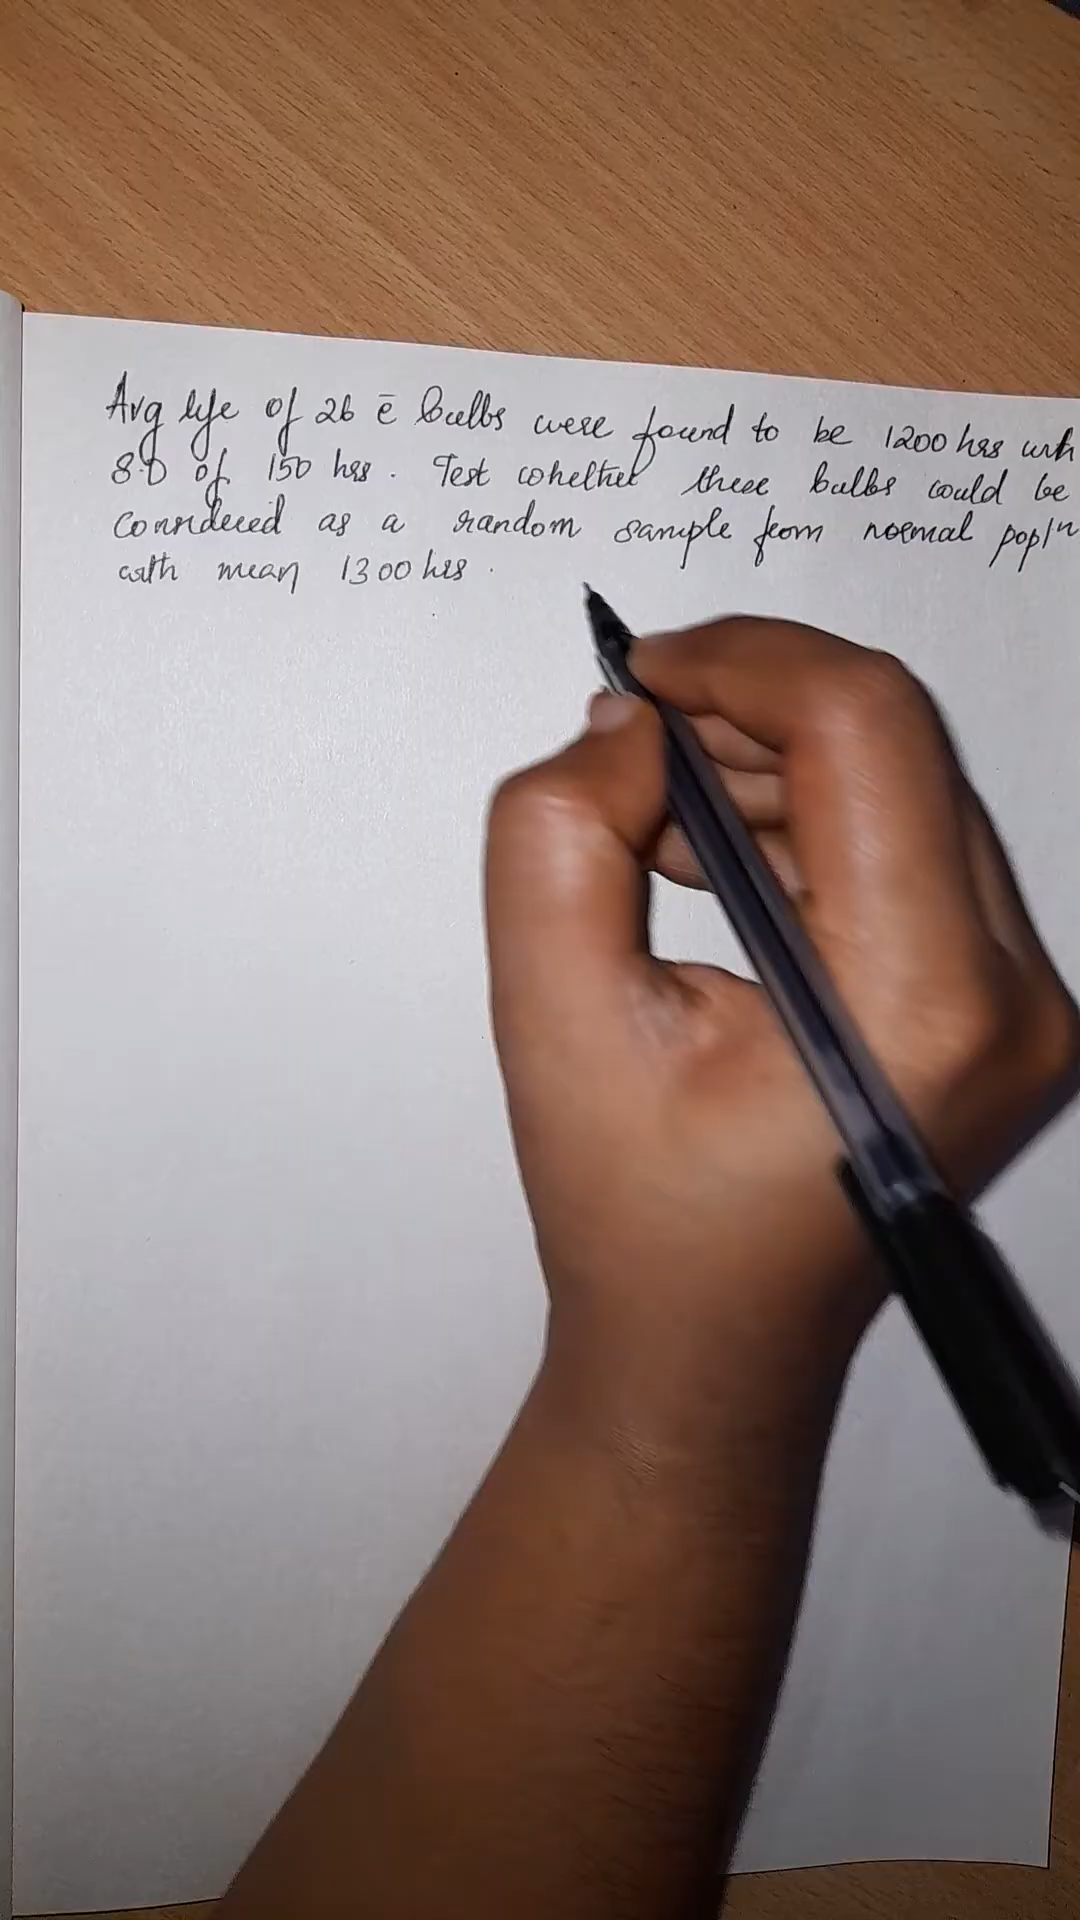 Avg life of 26 ē bulbs were found to be 1200 hrs with
S.D of 150 hrs. Test whether these bulbs could be
considered as a random sample from normal popln
with mean 1300 hrs.